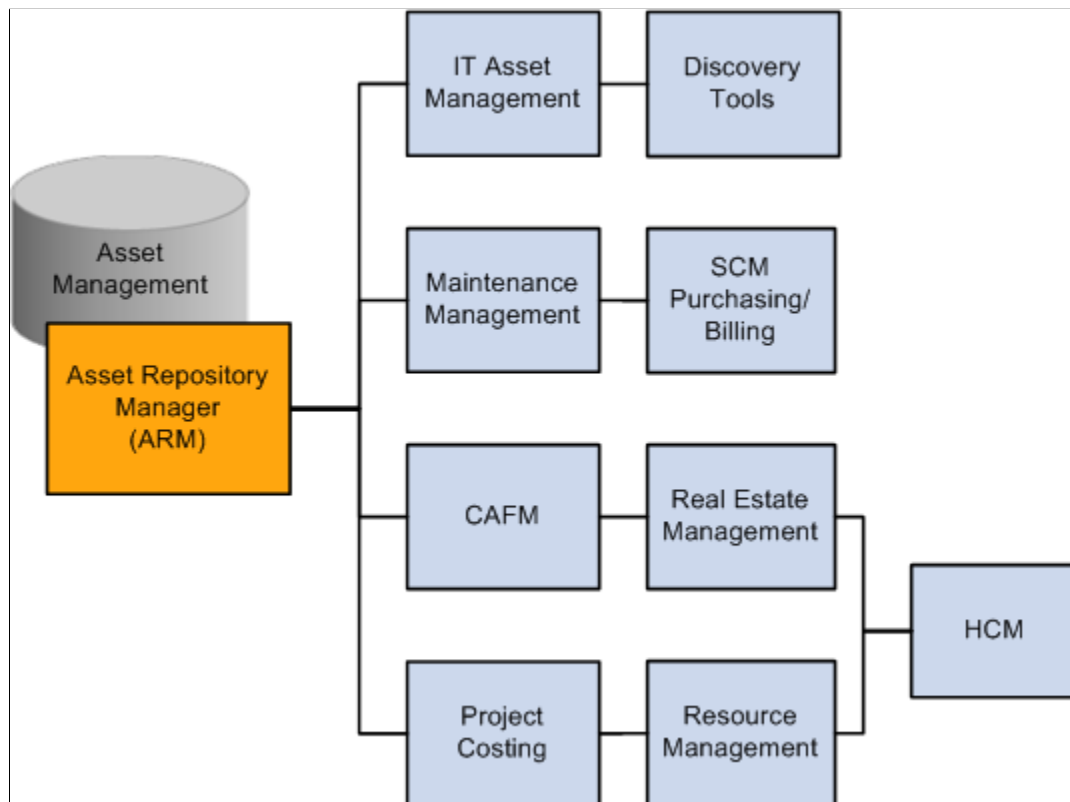 IT Asset
Management
Discovery
Tools
Asset
Management
Maintenance
Management
SCM
Purchasing/
Billing
Asset Repository
Manager
(ARM)
CAFM
Real Estate
Management
HCM
Project
Costing
Resource
Management